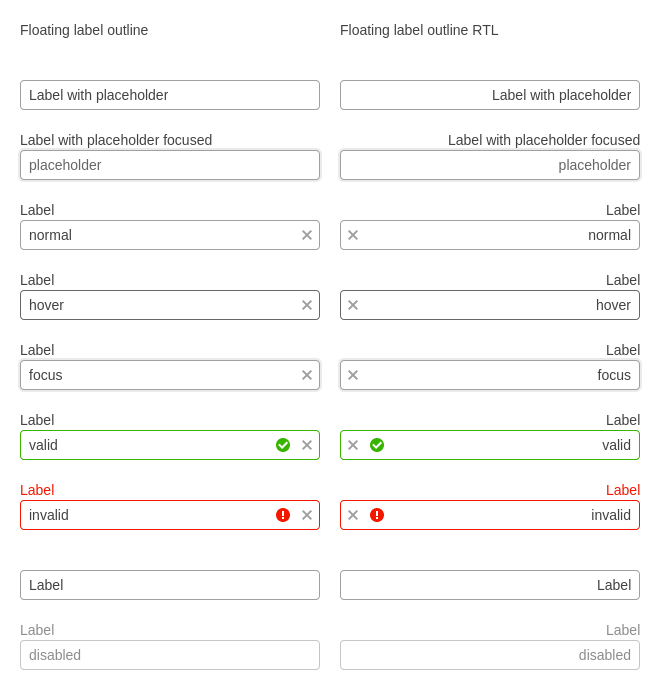 Floating label outline
Floating label outline RTL
Label with placeholder
Label with placeholder
Label with placeholder focused
Label with placeholder focused
placeholder
placeholder
Label
Label
normal
normal
Label
Label
hover
hover
Label
Label
focus
focus
Label
Label
valid
valid
Label
Label
invalid
invalid
Label
Label
Label
Label
disabled
disabled